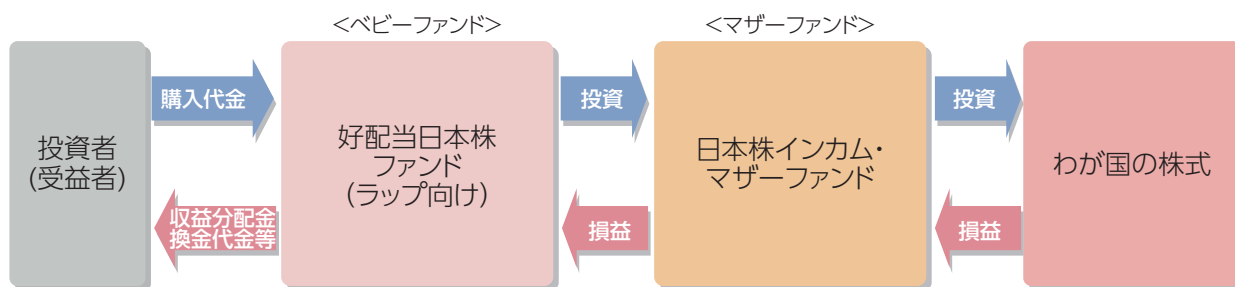 <ベビーファンド>
<マザーファンド>
投資者
(受益者)
購入代金
収益分配金
換金代金等
好配当日本株
ファンド
(ラップ向け)
投資
損益
日本株インカム・
マザーファンド
投資
損益
わが国の株式